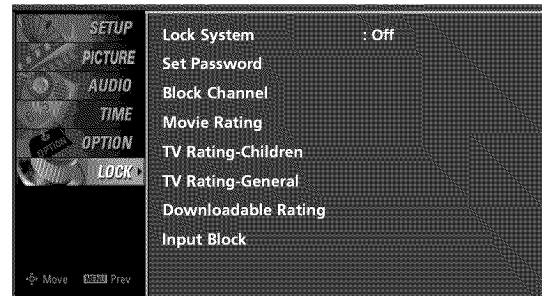 SETUP
PICTURE
AUDIO
TIME
OPTION
OPTION
LOCK
Move MENU Prev
Lock System : Off
Set Password
Block Channel
Movie Rating
TV Rating-Children
TV Rating-General
Downloadable Rating
Input Block